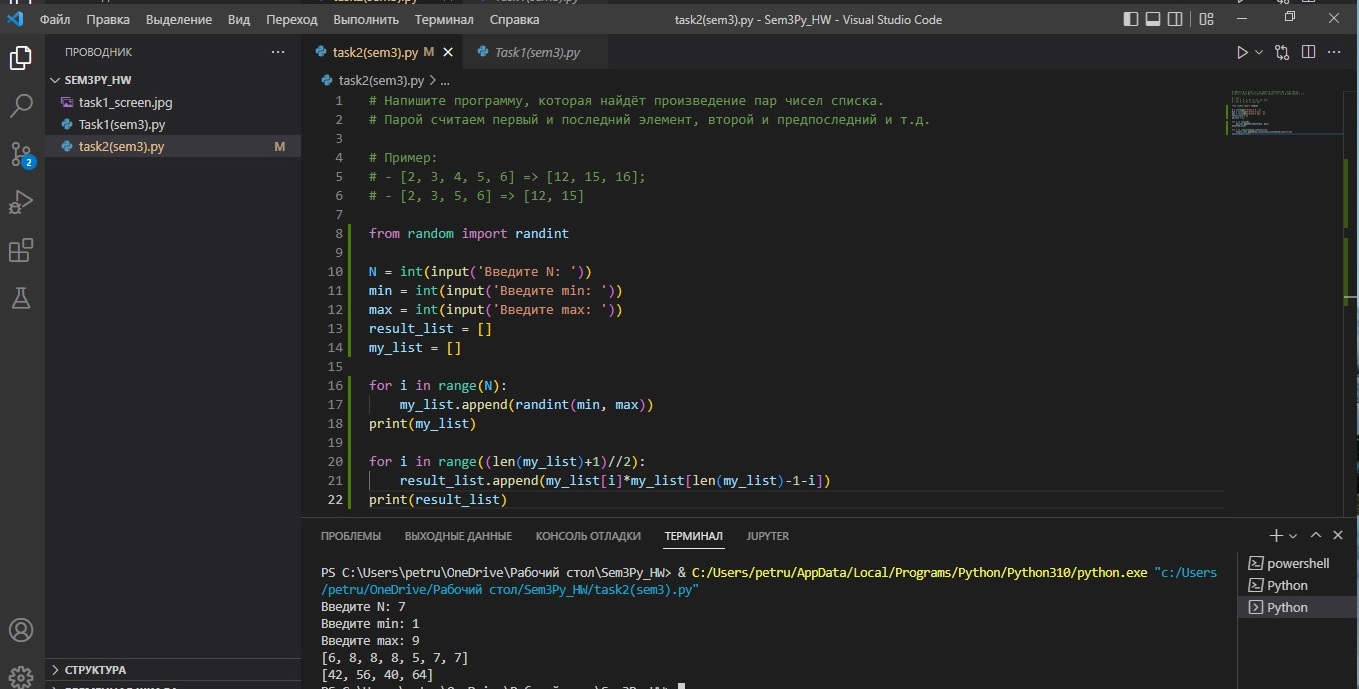 Файл Правка Выделение Вид Переход Выполнить Терминал Справка task2(sem3).py - Sem3Py_HW - Visual Studio Code
ПРОВОДНИК ...
SEM3PY_HW
task1_screen.jpg
Task1(sem3).py
task2(sem3).py M
2
СТРУКТУРА
task2(sem3).py M Task1(sem3).py
task2(sem3).py > ...
1 # Напишите программу, которая найдёт произведение пар чисел списка.
2 # Парой считаем первый и последний элемент, второй и предпоследний и т.д.
3
4 # Пример:
5 # - [2, 3, 4, 5, 6] => [12, 15, 16];
6 # - [2, 3, 5, 6] => [12, 15]
7
8 from random import randint
9
10 N = int(input('Введите N: '))
11 min = int(input('Введите min: '))
12 max = int(input('Введите max: '))
13 result_list = []
14 my_list = []
15
16 for i in range(N):
17 my_list.append(randint(min, max))
18 print(my_list)
19
20 for i in range((len(my_list)+1)//2):
21 result_list.append(my_list[i]*my_list[len(my_list)-1-i])
22 print(result_list)
ПРОБЛЕМЫ ВЫХОДНЫЕ ДАННЫЕ КОНСОЛЬ ОТЛАДКИ ТЕРМИНАЛ JUPYTER
PS C:\Users\petru\OneDrive\Рабочий стол\Sem3Py_HW> & C:/Users/petru/AppData/Local/Programs/Python/Python310/python.exe "c:/Users
/petru/OneDrive/Рабочий стол/Sem3Py_HW/task2(sem3).py"
Введите N: 7
Введите min: 1
Введите max: 9
[6, 8, 8, 8, 5, 7, 7]
[42, 56, 40, 64]
powershell
Python
Python